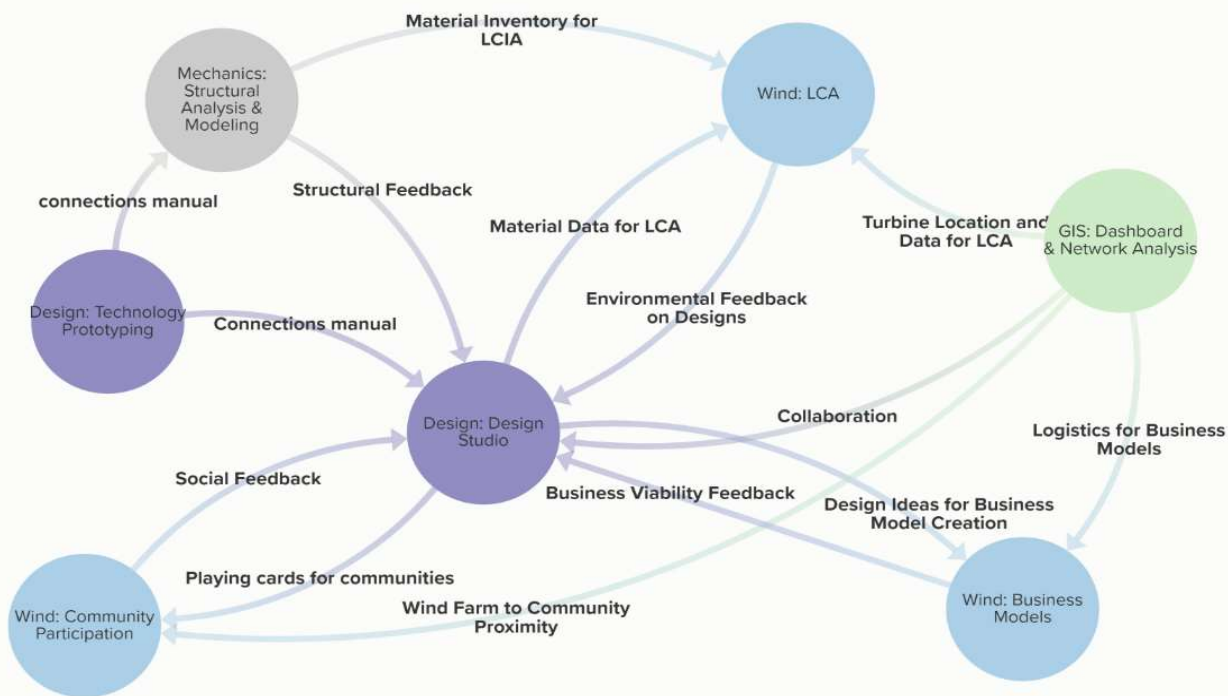 Material Inventory for
LCIA
Mechanics:
Structural
Analysis &
Modeling
Wind: LCA
connections manual
Structural Feedback
Material Data for LCA
Turbine Location and
Data for LCA
GIS: Dashboard
& Network Analysis
Design: Technology
Prototyping
Connections manual
Environmental Feedback
on Designs
Design: Design
Studio
Collaboration
Logistics for Business
Models
Social Feedback
Business Viability Feedback
Design Ideas for Business
Model Creation
Playing cards for communities
Wind Farm to Community
Proximity
Wind: Community
Participation
Wind: Business
Models